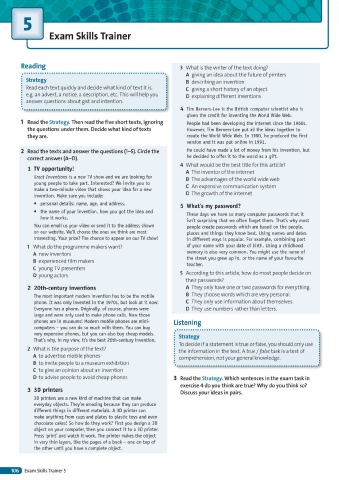 5
Exam Skills Trainer
Reading
Strategy
Read each text quickly and decide what kind of text it is,
e.g. an advert, a notice, a description, etc. This will help you
answer questions about gist and intention.
1 Read the Strategy. Then read the five short texts, ignoring
the questions under them. Decide what kind of texts
they are.
2 Read the texts and answer the questions (1–5). Circle the
correct answer (A–D).
1 TV opportunity!
Great Inventions is a new TV show and we are looking for
young people to take part. Interested? We invite you to
make a two-minute video that shows your idea for a new
invention. Make sure you include:
• personal details: name, age, and address
• the name of your invention, how you got the idea and
how it works.
You can email us your video or send it to the address shown
on our website. We'll choose the ones we think are most
interesting. Your prize? The chance to appear on our TV show!
1 What do the programme makers want?
A new inventors
B experienced film makers
C young TV presenters
D young actors
2 20th-century inventions
The most important modern invention has to be the mobile
phone. It was only invented in the 1970s, but look at it now!
Everyone has a phone. Originally, of course, phones were
large and were only used to make phone calls. Now those
phones are in museums! Modern mobile phones are mini-
computers – you can do so much with them. You can buy
very expensive phones, but you can also buy cheap models.
That's why, in my view, it's the best 20th-century invention.
2 What is the purpose of the text?
A to advertise mobile phones
B to invite people to a museum exhibition
C to give an opinion about an invention
D to advise people to avoid cheap phones
3 3D printers
3D printers are a new kind of machine that can make
everyday objects. They're amazing because they can produce
different things in different materials. A 3D printer can
make anything from cups and plates to plastic toys and even
chocolate cakes! So how do they work? First you design a 3D
object on your computer, then you connect it to a 3D printer.
Press 'print' and watch it work. The printer makes the object
in very thin layers, like the pages of a book – one on top of
the other until you have a complete object.
3 What is the writer of the text doing?
A giving an idea about the future of printers
B describing an invention
C giving a short history of an object
D explaining different inventions
4 Tim Berners-Lee is the British computer scientist who is
given the credit for inventing the World Wide Web.
People had been developing the internet since the 1960s.
However, Tim Berners-Lee put all the ideas together to
create the World Wide Web. In 1990, he produced the first
version and it was put online in 1991.
He could have made a lot of money from his invention, but
he decided to offer it to the world as a gift.
4 What would be the best title for this article?
A The inventor of the internet
B The advantages of the world wide web
C An expensive communication system
D The growth of the internet
5 What's my password?
These days we have so many computer passwords that it
isn't surprising that we often forget them. That's why most
people create passwords which are based on the people,
places and things they know best. Using names and dates
in different ways is popular. For example, combining part
of your name with your date of birth. Using a childhood
memory is also very common. You might use the name of
the street you grew up in, or the name of your favourite
teacher.
5 According to this article, how do most people decide on
their passwords?
A They only have one or two passwords for everything.
B They choose words which are very personal.
C They only use information about themselves.
D They use numbers rather than letters.
Listening
Strategy
To decide if a statement is true or false, you should only use
the information in the text. A true / false task is a test of
comprehension, not your general knowledge.
3 Read the Strategy. Which sentences in the exam task in
exercise 4 do you think are true? Why do you think so?
Discuss your ideas in pairs.
106 Exam Skills Trainer 5